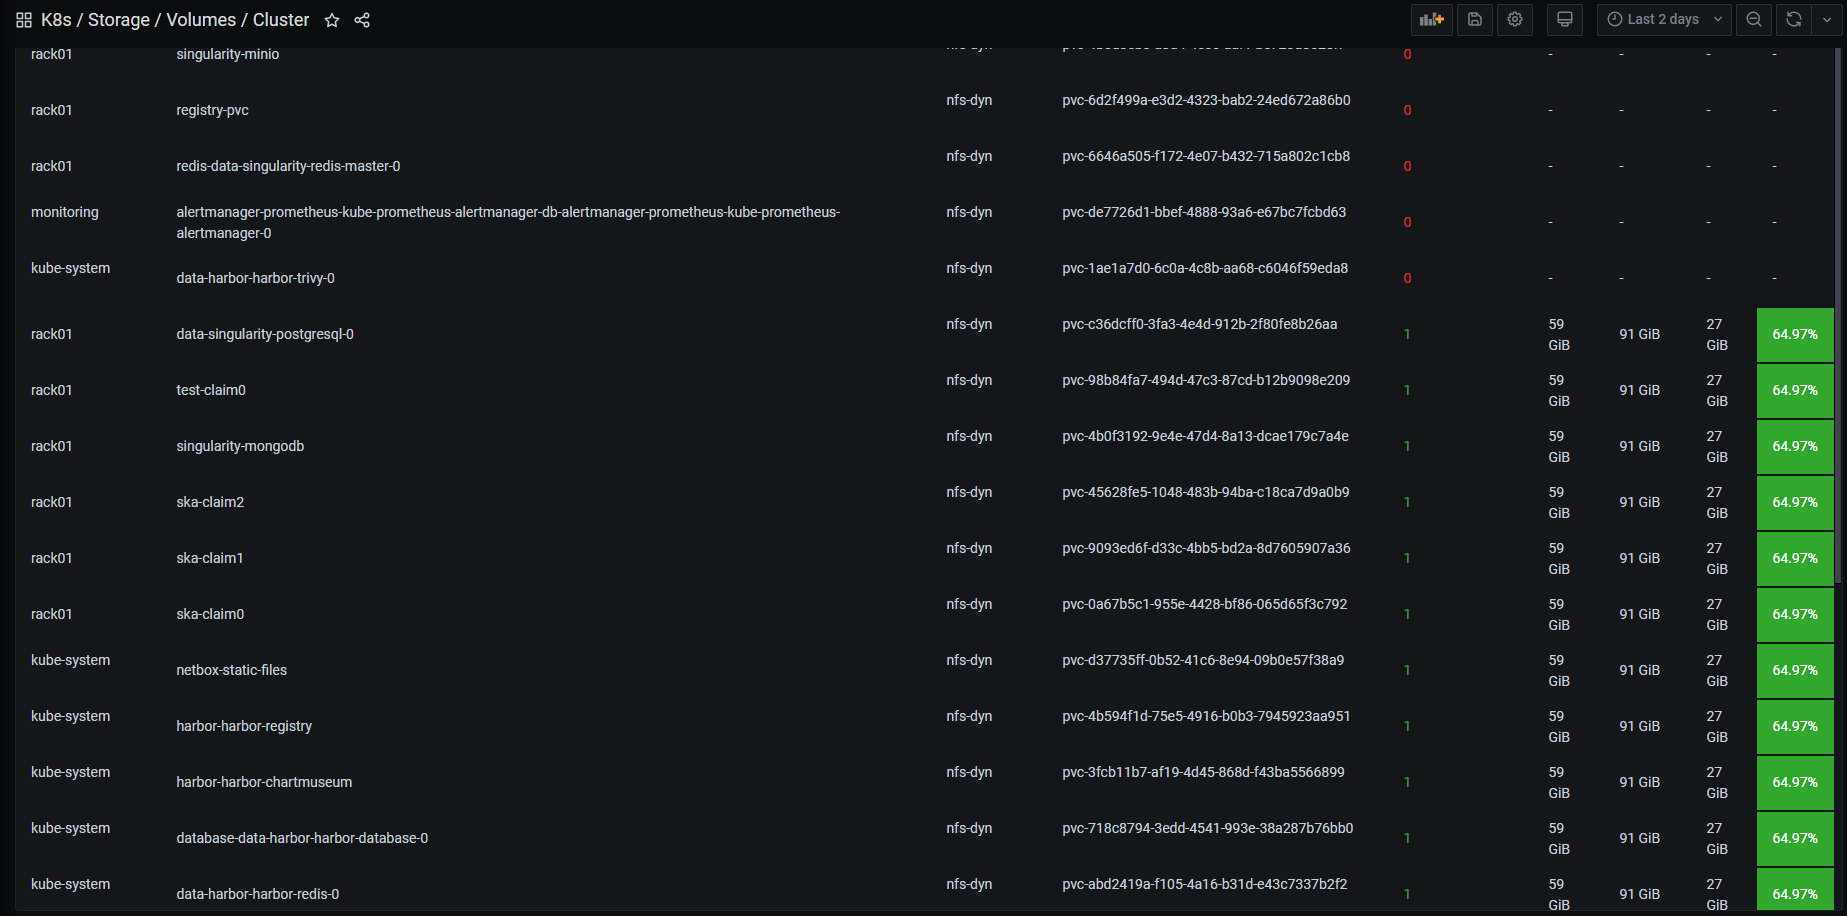 K8s / Storage / Volumes / Cluster
Last 2 days
rack01 singularity-minio 0 - - - -
rack01 registry-pvc nfs-dyn pvc-6d2f499a-e3d2-4323-bab2-24ed672a86b0 0 - - - -
rack01 redis-data-singularity-redis-master-0 nfs-dyn pvc-6646a505-f172-4e07-b432-715a802c1cb8 0 - - - -
monitoring alertmanager-prometheus-kube-prometheus-alertmanager-db-alertmanager-prometheus-kube-prometheus- nfs-dyn pvc-de7726d1-bbef-4888-93a6-e67bc7fcbd63 0 - - - -
alertmanager-0
kube-system data-harbor-harbor-trivy-0 nfs-dyn pvc-1ae1a7d0-6c0a-4c8b-aa68-c6046f59eda8 0 - - - -
rack01 data-singularity-postgresql-0 nfs-dyn pvc-c36dcff0-3fa3-4e4d-912b-2f80fe8b26aa 1 59 GiB 91 GiB 27 GiB 64.97%
rack01 test-claim0 nfs-dyn pvc-98b84fa7-494d-47c3-87cd-b12b9098e209 1 59 GiB 91 GiB 27 GiB 64.97%
rack01 singularity-mongodb nfs-dyn pvc-4b0f3192-9e4e-47d4-8a13-dcae179c7a4e 1 59 GiB 91 GiB 27 GiB 64.97%
rack01 ska-claim2 nfs-dyn pvc-45628fe5-1048-483b-94ba-c18ca7d9a0b9 1 59 GiB 91 GiB 27 GiB 64.97%
rack01 ska-claim1 nfs-dyn pvc-9093ed6f-d33c-4bb5-bd2a-8d7605907a36 1 59 GiB 91 GiB 27 GiB 64.97%
rack01 ska-claim0 nfs-dyn pvc-0a67b5c1-955e-4428-bf86-065d65f3c792 1 59 GiB 91 GiB 27 GiB 64.97%
kube-system netbox-static-files nfs-dyn pvc-d37735ff-0b52-41c6-8e94-09b0e57f38a9 1 59 GiB 91 GiB 27 GiB 64.97%
kube-system harbor-harbor-registry nfs-dyn pvc-4b594f1d-75e5-4916-b0b3-7945923aa951 1 59 GiB 91 GiB 27 GiB 64.97%
kube-system harbor-harbor-chartmuseum nfs-dyn pvc-3fcb11b7-af19-4d45-868d-f43ba5566899 1 59 GiB 91 GiB 27 GiB 64.97%
kube-system database-data-harbor-harbor-database-0 nfs-dyn pvc-718c8794-3edd-4541-993e-38a287b76bb0 1 59 GiB 91 GiB 27 GiB 64.97%
kube-system data-harbor-harbor-redis-0 nfs-dyn pvc-abd2419a-f105-4a16-b31d-e43c7337b2f2 1 59 GiB 91 GiB 27 GiB 64.97%